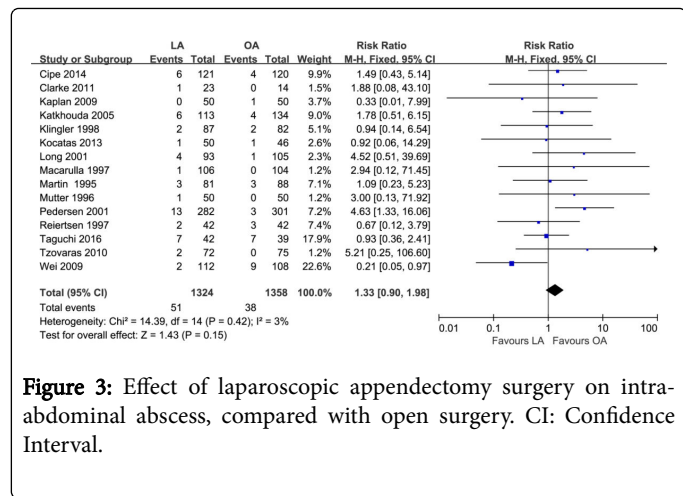 LA OA Risk Ratio Risk Ratio
Study or Subgroup Events Total Events Total Weight M-H. Fixed. 95% CI M-H. Fixed. 95% CI
Cipe 2014 6 121 4 120 9.9% 1.49 [0.43, 5.14]
Clarke 2011 1 23 0 14 1.5% 1.88 [0.08, 43.10]
Kaplan 2009 0 50 1 50 3.7% 0.33 [0.01, 7.99]
Katkhouda 2005 6 113 4 134 9.0% 1.78 [0.51, 6.15]
Klingler 1998 2 87 2 82 5.1% 0.94 [0.14, 6.54]
Kocatas 2013 1 50 1 46 2.6% 0.92 [0.06, 14.29]
Long 2001 4 93 1 105 2.3% 4.52 [0.51, 39.69]
Macarulla 1997 1 106 0 104 1.2% 2.94 [0.12, 71.45]
Martin 1995 3 81 3 88 7.1% 1.09 [0.23, 5.23]
Mutter 1996 1 50 0 50 1.2% 3.00 [0.13, 71.92]
Pedersen 2001 13 282 3 301 7.2% 4.63 [1.33, 16.06]
Reiertsen 1997 2 42 3 42 7.4% 0.67 [0.12, 3.79]
Taguchi 2016 7 42 7 39 17.9% 0.93 [0.36, 2.41]
Tzovaras 2010 2 72 0 75 1.2% 5.21 [0.25, 106.60]
Wei 2009 2 112 9 108 22.6% 0.21 [0.05, 0.97]
Total (95% CI) 1324 1358 100.0% 1.33 [0.90, 1.98]
Total events 51 38
Heterogeneity: Chi² = 14.39, df = 14 (P = 0.42); I² = 3%
Test for overall effect: Z = 1.43 (P = 0.15)
0.01 0.1 1 10 100
Favours LA Favours OA
Figure 3: Effect of laparoscopic appendectomy surgery on intra-
abdominal abscess, compared with open surgery. CI: Confidence
Interval.